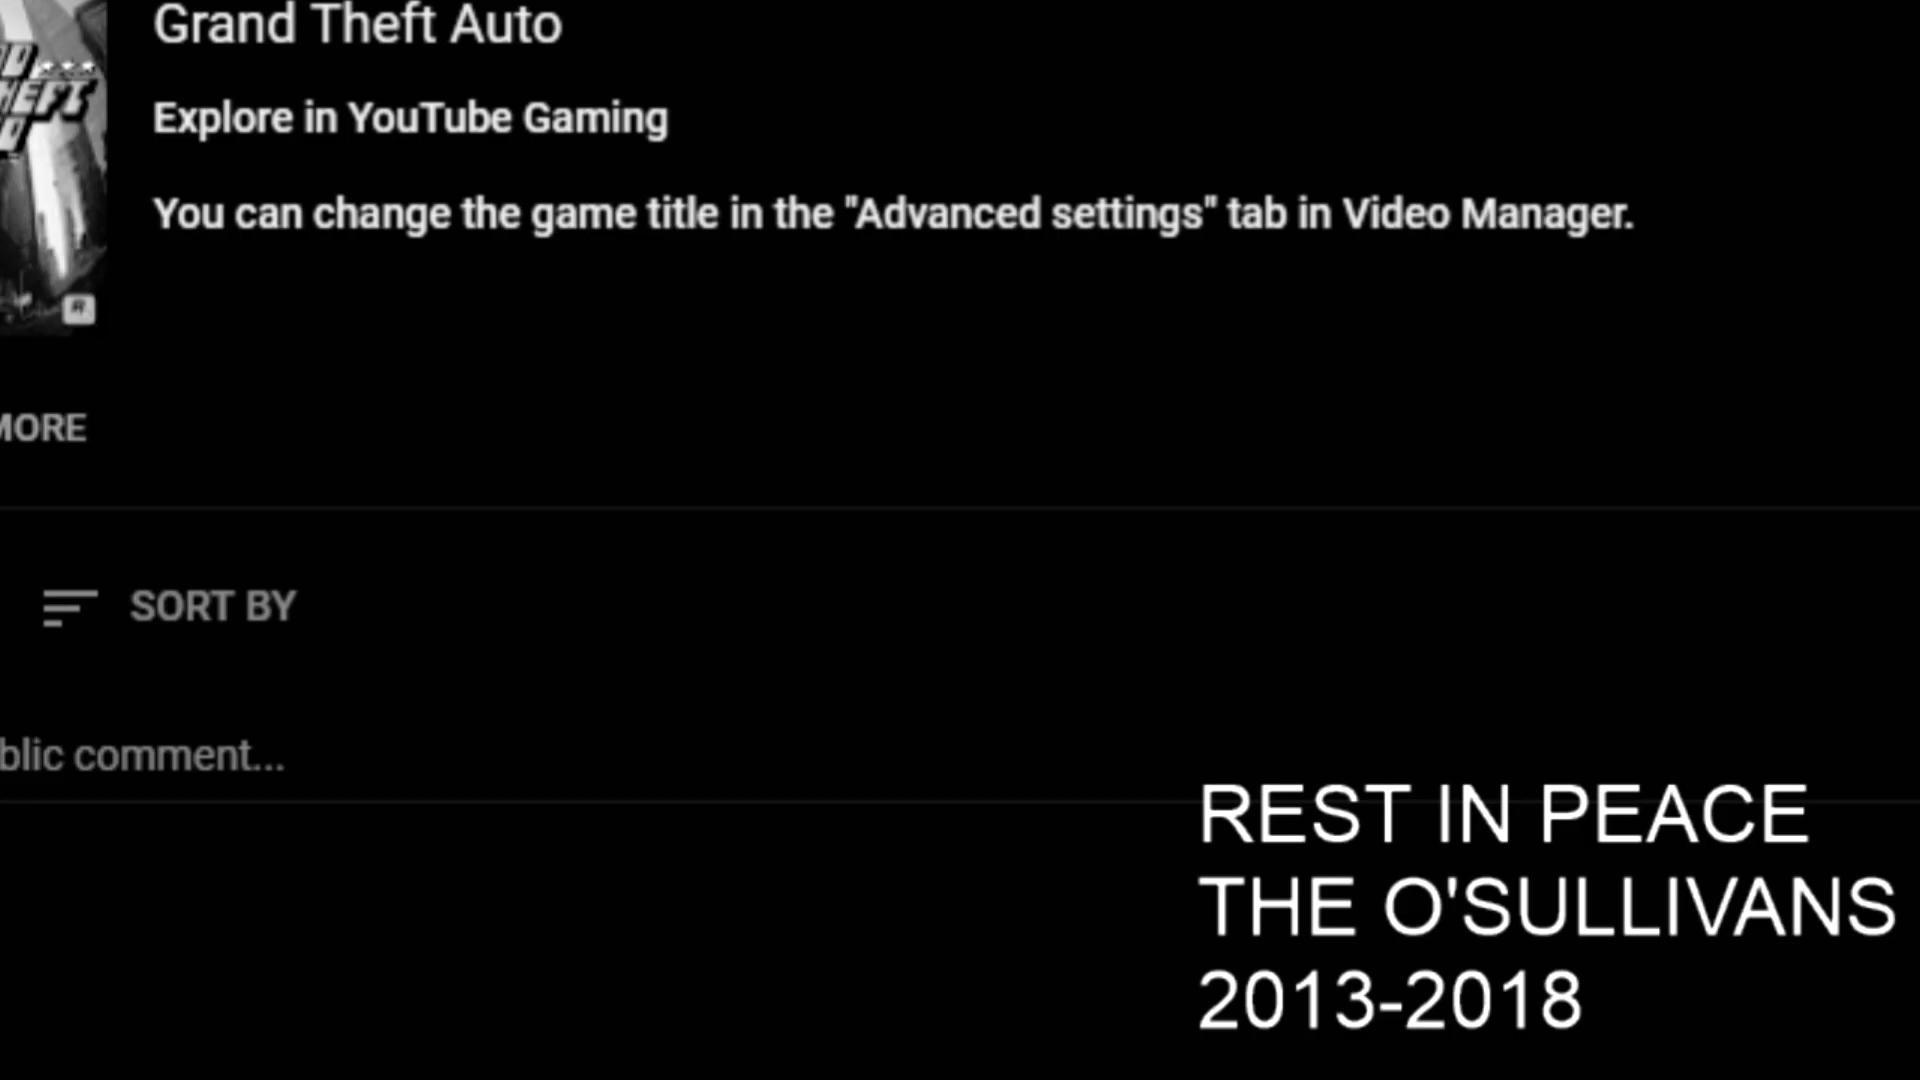 Grand Theft Auto
Explore in YouTube Gaming
You can change the game title in the "Advanced settings" tab in Video Manager.
MORE
SORT BY
blic comment...
REST IN PEACE
THE O'SULLIVANS
2013-2018